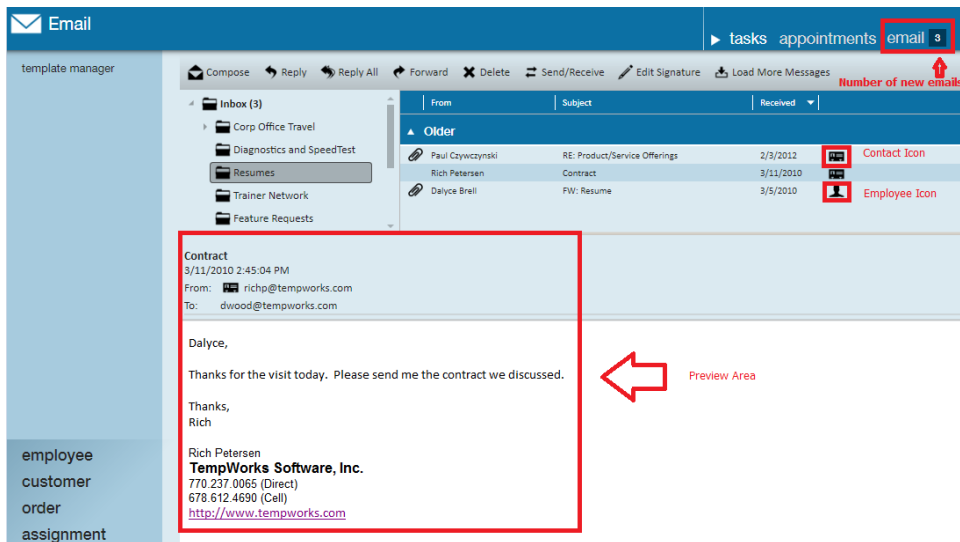 Email
tasks appointments email 3
template manager
Compose Reply Reply All Forward Delete Send/Receive Edit Signature Load More Messages
Number of new emails
Inbox (3)
Corp Office Travel
Diagnostics and SpeedTest
Resumes
Trainer Network
Feature Requests
From Subject Received
Older
Paul Czywczynski RE: Product/Service Offerings 2/3/2012
Contact Icon
Rich Petersen Contract 3/11/2010
Dalyce Brell FW: Resume 3/5/2010
Employee Icon
Contract
3/11/2010 2:45:04 PM
From: richp@tempworks.com
To: dwood@tempworks.com
Dalyce,
Thanks for the visit today. Please send me the contract we discussed.
Preview Area
Thanks,
Rich
Rich Petersen
TempWorks Software, Inc.
770.237.0065 (Direct)
678.612.4690 (Cell)
http://www.tempworks.com
employee
customer
order
assignment